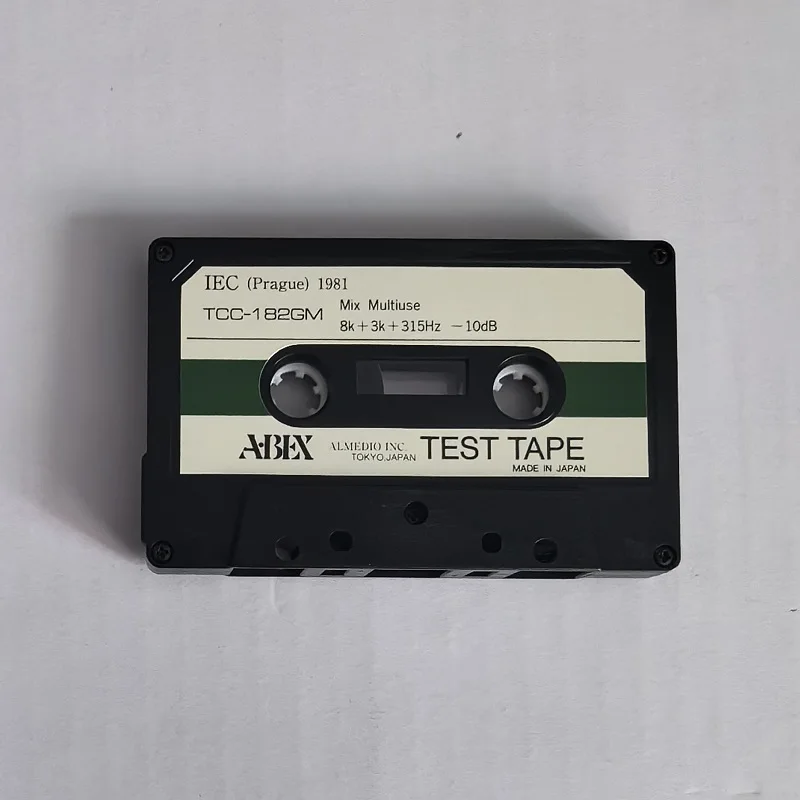 IEC (Prague) 1981
TCC-182GM
Mix Multiuse
8k+3k+315Hz −10dB
ABEX
ALMEDIO INC.
TOKYO,JAPAN
TEST TAPE
MADE IN JAPAN